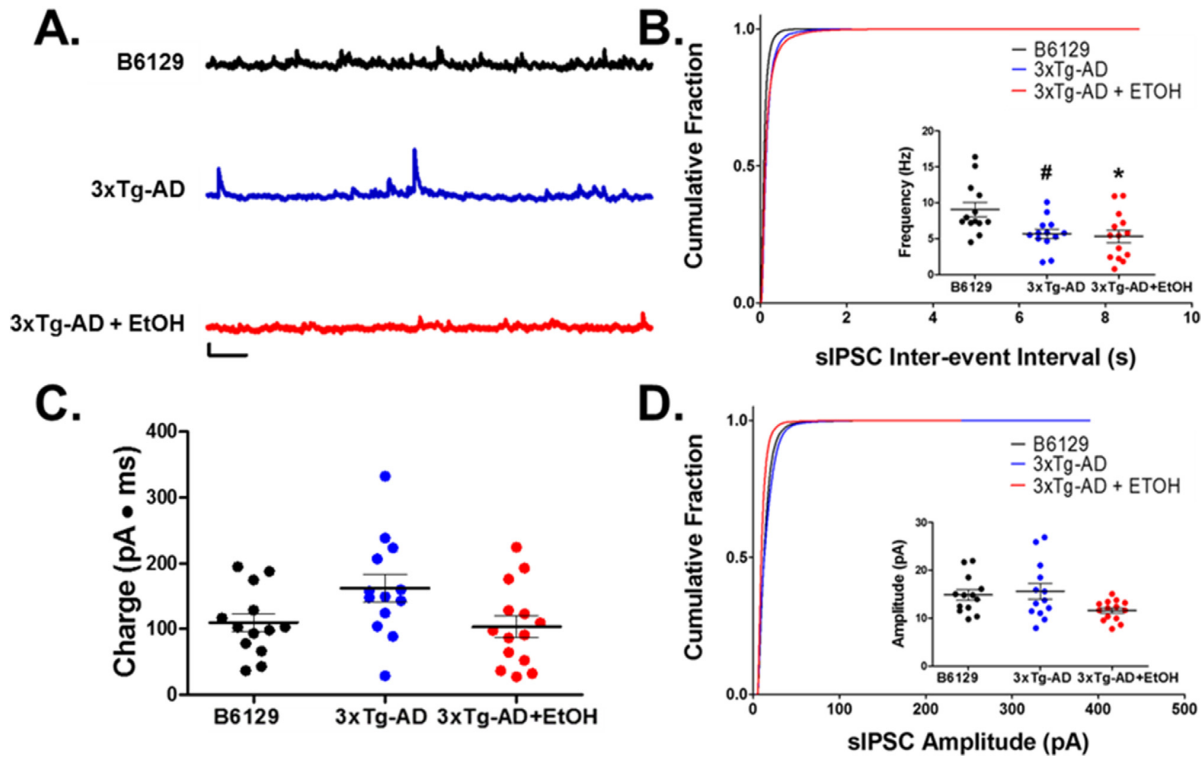 A.
B6129
3xTg-AD
3xTg-AD + EtOH
B.
Cumulative Fraction
1.0
0.5
0.0
0
2
4
6
8
10
sIPSC Inter-event Interval (s)
B6129
3xTg-AD
3xTg-AD + ETOH
Frequency (Hz)
20
15
10
5
0
#
*
B6129
3xTg-AD
3xTg-AD+EtOH
C.
Charge (pA • ms)
400
300
200
100
0
B6129
3xTg-AD
3xTg-AD+EtOH
D.
Cumulative Fraction
1.0
0.5
0.0
0
100
200
300
400
500
sIPSC Amplitude (pA)
B6129
3xTg-AD
3xTg-AD + ETOH
Amplitude (pA)
30
20
10
0
B6129
3xTg-AD
3xTg-AD+EtOH